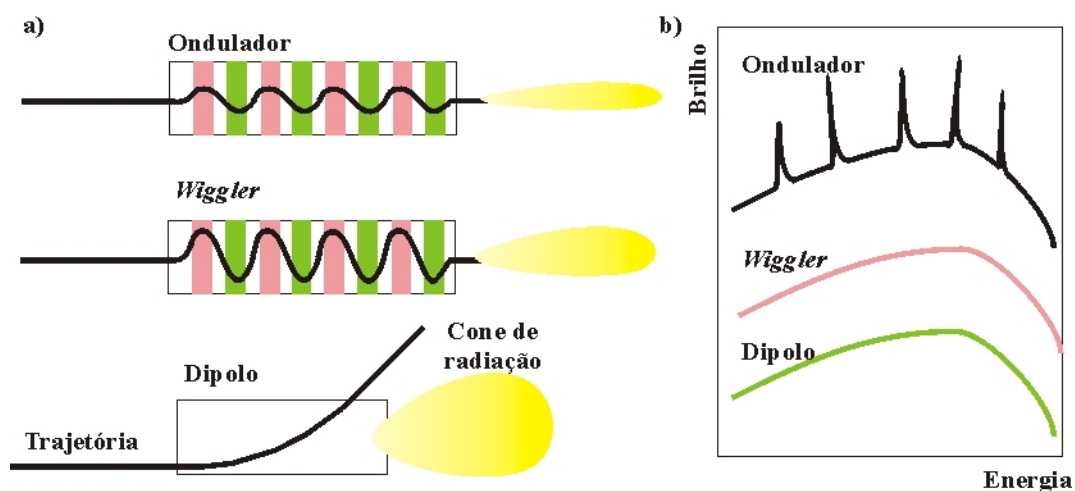 a)
Ondulador
Wiggler
Dipolo
Cone de
radiação
Trajetória
b)
Brilho
Ondulador
Wiggler
Dipolo
Energia